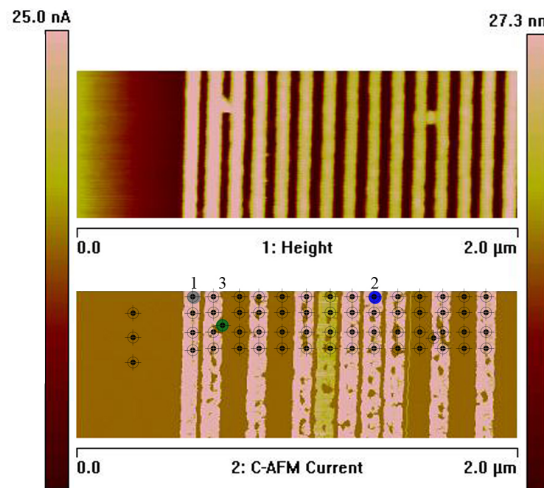 25.0 nA
27.3 nm
0.0 1: Height 2.0 µm
1 3 2
0.0 2: C-AFM Current 2.0 µm